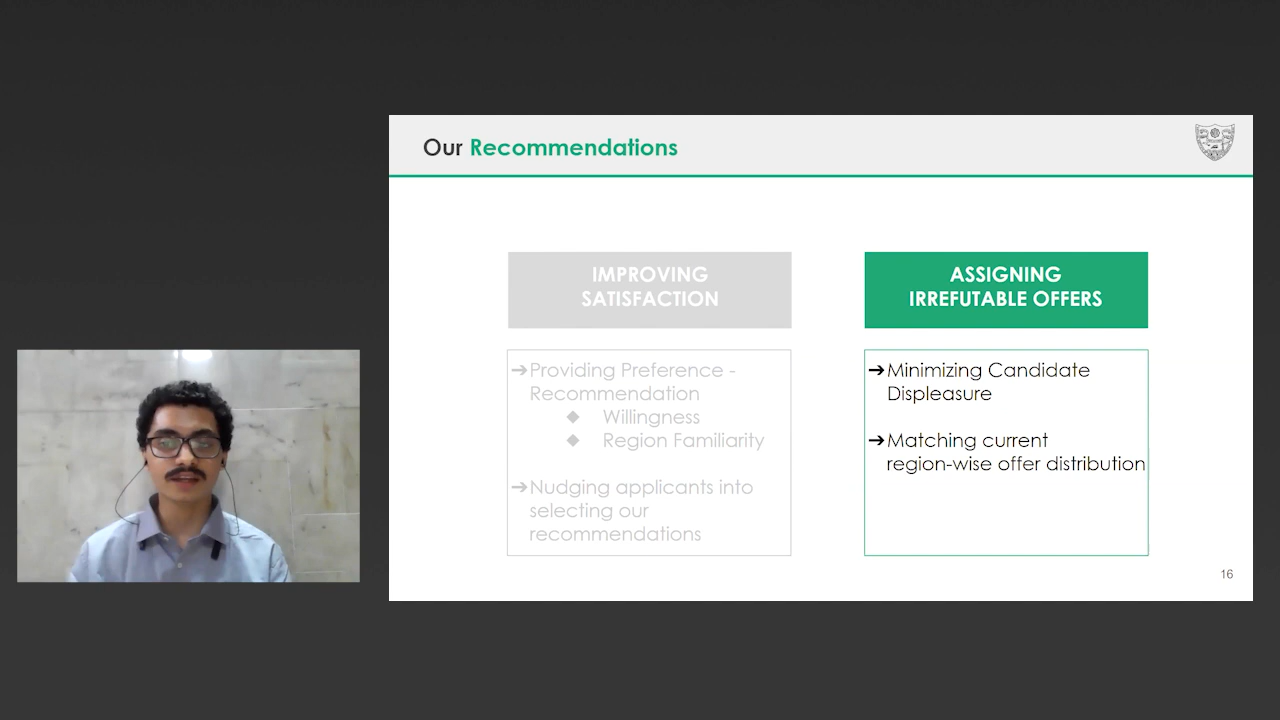 Our Recommendations
IMPROVING
SATISFACTION
➔Providing Preference -
Recommendation
◆ Willingness
◆ Region Familiarity
➔Nudging applicants into
selecting our
recommendations
ASSIGNING
IRREFUTABLE OFFERS
➔Minimizing Candidate
Displeasure
➔Matching current
region-wise offer distribution
16